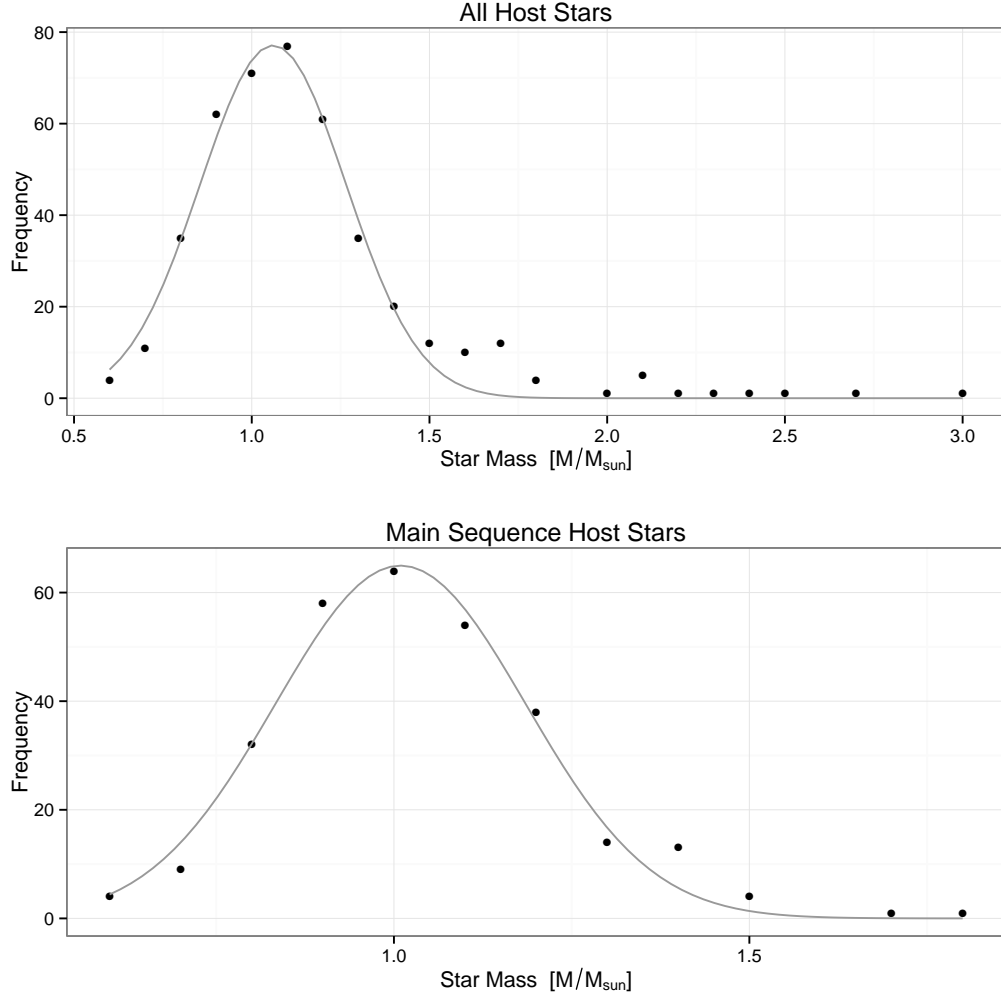 All Host Stars
80
60
40
20
0
Frequency
0.5 1.0 1.5 2.0 2.5 3.0
Star Mass [M/Msun]
Main Sequence Host Stars
60
40
20
0
Frequency
1.0 1.5
Star Mass [M/Msun]